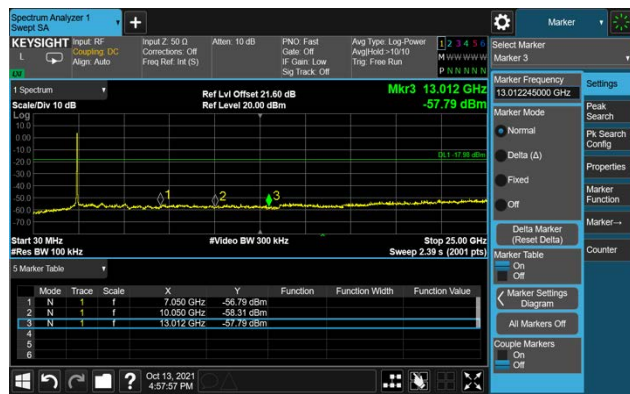 Spectrum Analyzer 1
Swept SA
Marker
KEYSIGHT
Input: RF
Coupling: DC
Align: Auto
Input Z: 50 Ω
Corrections: Off
Freq Ref: Int (S)
Atten: 10 dB
PNO: Fast
Gate: Off
IF Gain: Low
Sig Track: Off
Avg Type: Log-Power
Avg|Hold:>10/10
Trig: Free Run
1 2 3 4 5 6
M W W W W W
P N N N N N
L
LV
Select Marker
Marker 3
1 Spectrum
Scale/Div 10 dB
Log
Ref Lvl Offset 21.60 dB
Ref Level 20.00 dBm
Mkr3 13.012 GHz
-57.79 dBm
10.0
0.00
-10.0
-20.0
-30.0
-40.0
-50.0
-60.0
-70.0
1
2
3
Start 30 MHz
#Res BW 100 kHz
#Video BW 300 kHz
Stop 25.00 GHz
Sweep 2.39 s (2001 pts)
5 Marker Table
Mode Trace Scale X Y Function Function Width Function Value
1 N 1 f 7.050 GHz -56.79 dBm
2 N 1 f 10.050 GHz -58.31 dBm
3 N 1 f 13.012 GHz -57.79 dBm
4
5
6
Oct 13, 2021
4:57:57 PM
?
Marker Frequency
13.012245000 GHz
Marker Mode
Normal
Delta (Δ)
Fixed
Off
Delta Marker
(Reset Delta)
Marker Table
On
Off
Marker Settings
Diagram
All Markers Off
Couple Markers
On
Off
Settings
Peak
Search
Pk Search
Config
Properties
Marker
Function
Marker→
Counter